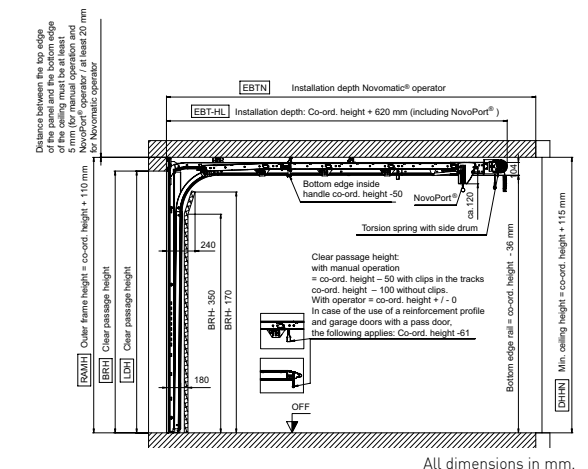 Distance between the top edge
of the panel and the bottom edge
of the ceiling must be at least
5 mm (for manual operation and
NovoPort® operator / at least 20 mm
for Novomatic operator
EBTN Installation depth Novomatic® operator
EBT-HL Installation depth: Co-ord. height + 620 mm (including NovoPort® )
Bottom edge inside
handle co-ord. height -50
NovoPort®
ca.120
104
Torsion spring with side drum
240
Clear passage height:
with manual operation
= co-ord. height – 50 with clips in the tracks
co-ord. height – 100 without clips.
With operator = co-ord. height + / - 0
In case of the use of a reinforcement profile
and garage doors with a pass door,
the following applies: Co-ord. height -61
RAMH Outer frame height = co-ord. height + 110 mm
BRH Clear passage height
LDH Clear passage height
BRH- 350
BRH- 170
180
OFF
Bottom edge rail = co-ord. height - 36 mm
DHHN Min. ceiling height = co-ord. height + 115 mm
All dimensions in mm.